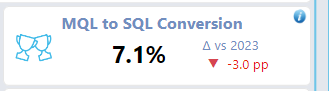 MQL to SQL Conversion
7.1%
Δ vs 2023
▼ -3.0 pp